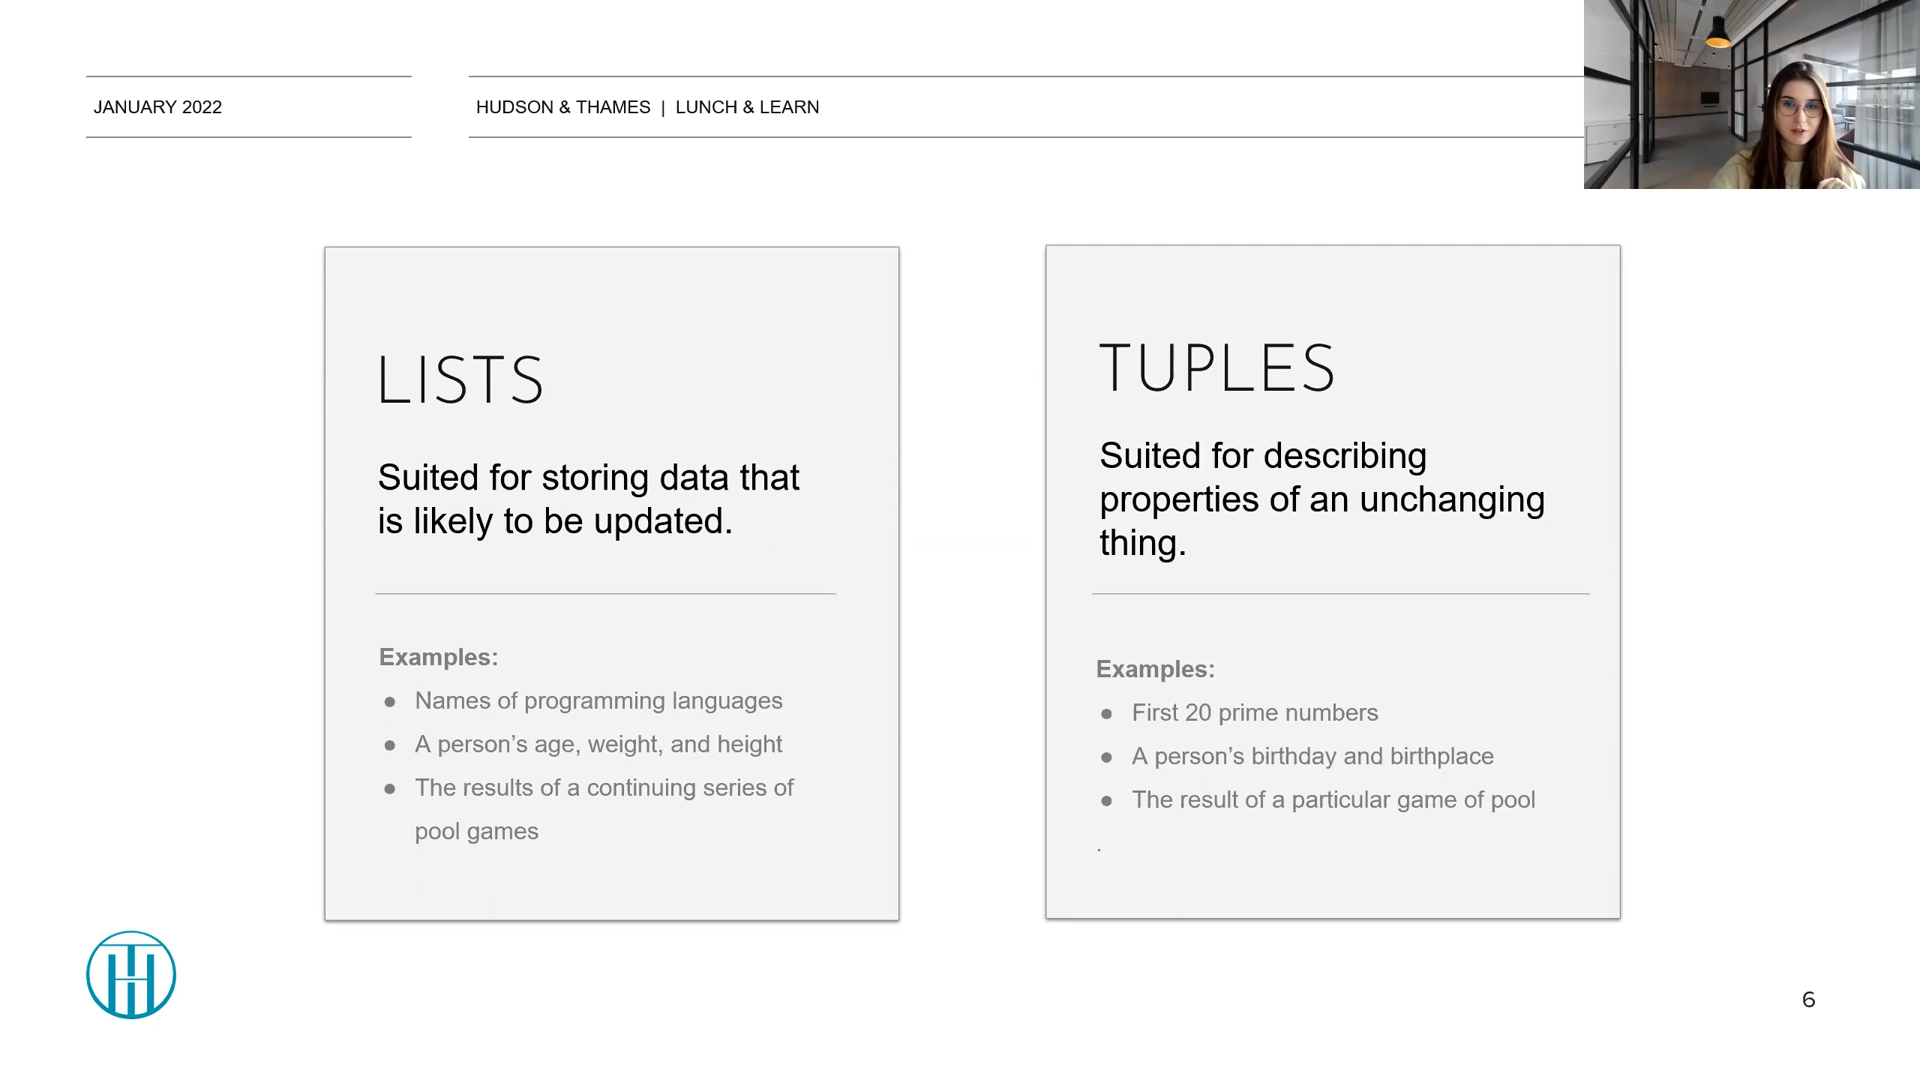 JANUARY 2022
HUDSON & THAMES | LUNCH & LEARN
LISTS
Suited for storing data that
is likely to be updated.
Examples:
● Names of programming languages
● A person’s age, weight, and height
● The results of a continuing series of
pool games
TUPLES
Suited for describing
properties of an unchanging
thing.
Examples:
● First 20 prime numbers
● A person’s birthday and birthplace
● The result of a particular game of pool
.
6